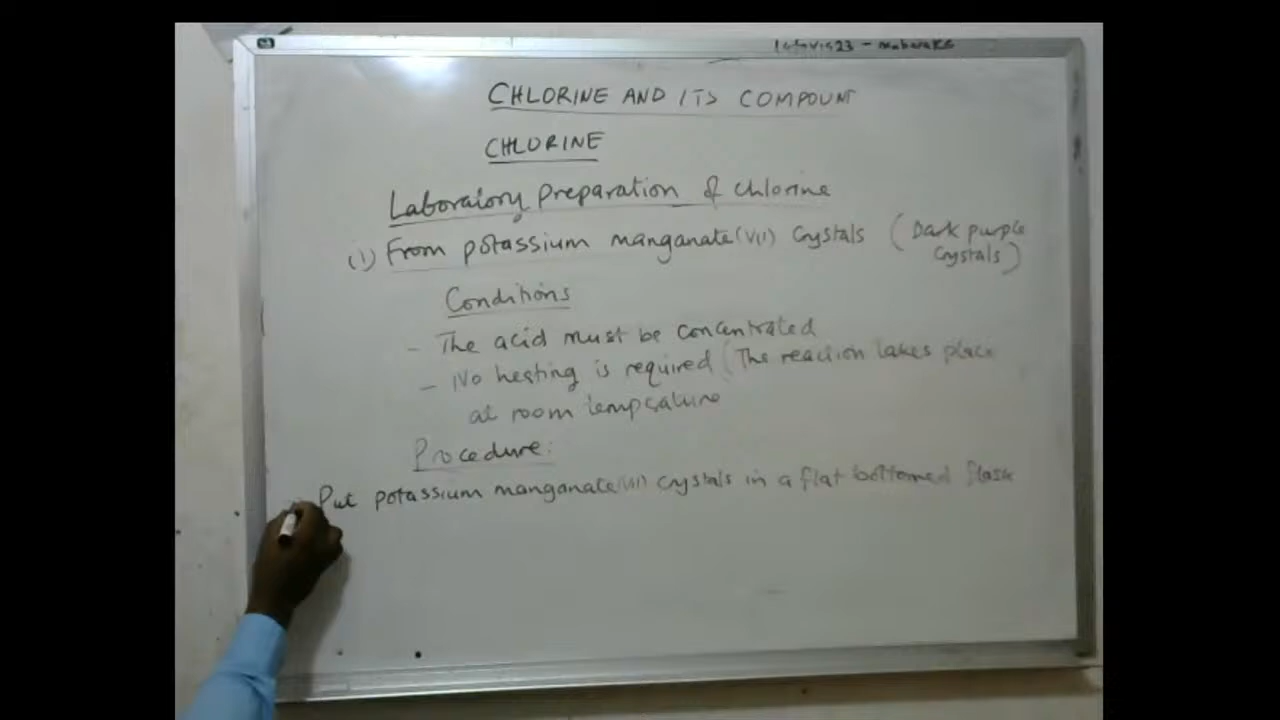 CHLORINE AND ITS COMPOUNT
CHLORINE
Laboratory preparation of chlorine
(i) From potassium manganate(VII) Crystals (Dark purple
Crystals)
Conditions
- The acid must be concentrated
- No heating is required (The reaction takes place
at room temperature
Procedure:
Put potassium manganate(VII) crystals in a flat bottomed flask